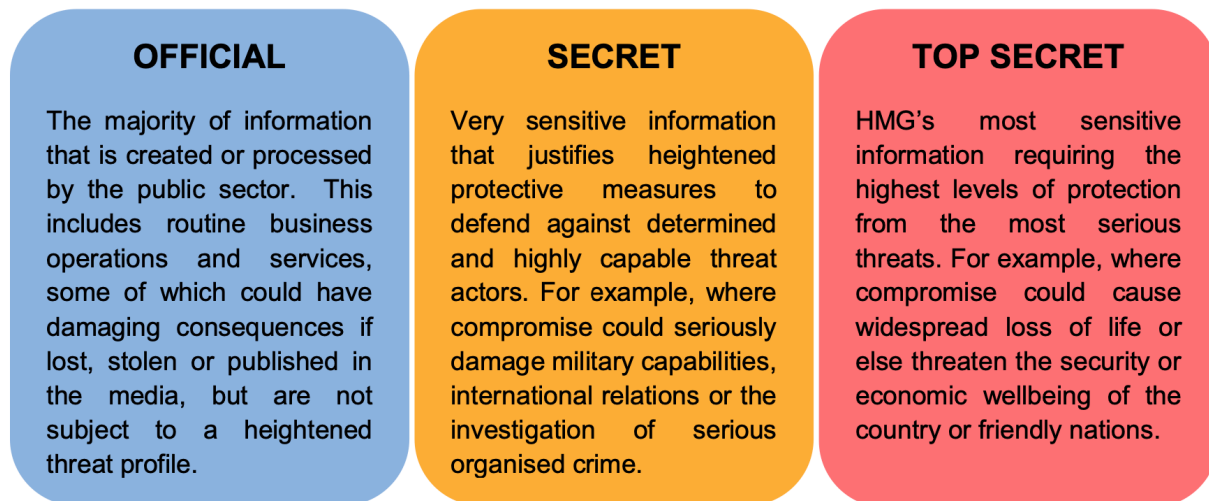 OFFICIAL
The majority of information
that is created or processed
by the public sector. This
includes routine business
operations and services,
some of which could have
damaging consequences if
lost, stolen or published in
the media, but are not
subject to a heightened
threat profile.
SECRET
Very sensitive information
that justifies heightened
protective measures to
defend against determined
and highly capable threat
actors. For example, where
compromise could seriously
damage military capabilities,
international relations or the
investigation of serious
organised crime.
TOP SECRET
HMG’s most sensitive
information requiring the
highest levels of protection
from the most serious
threats. For example, where
compromise could cause
widespread loss of life or
else threaten the security or
economic wellbeing of the
country or friendly nations.